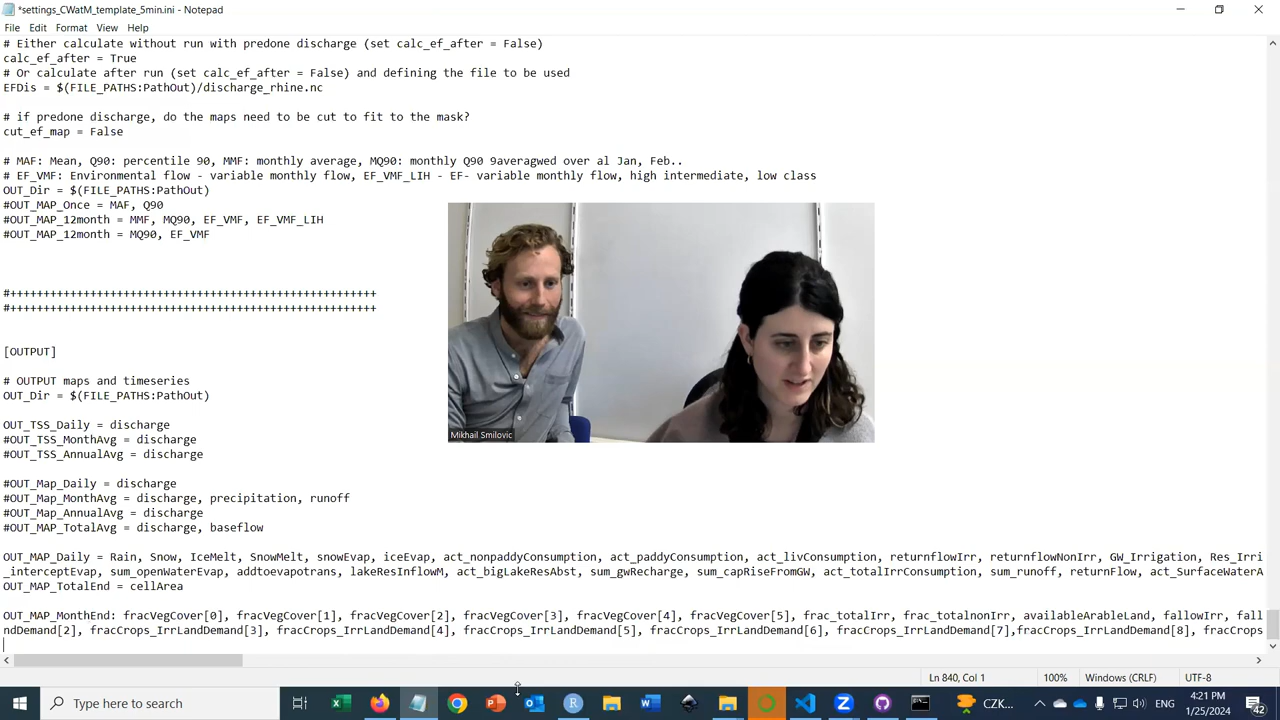 *settings_CWatM_template_5min.ini - Notepad
File Edit Format View Help
# Either calculate without run with predone discharge (set calc_ef_after = False)
calc_ef_after = True
# Or calculate after run (set calc_ef_after = False) and defining the file to be used
EFDis = $(FILE_PATHS:PathOut)/discharge_rhine.nc
# if predone discharge, do the maps need to be cut to fit to the mask?
cut_ef_map = False
# MAF: Mean, Q90: percentile 90, MMF: monthly average, MQ90: monthly Q90 9averagwed over al Jan, Feb..
# EF_VMF: Environmental flow - variable monthly flow, EF_VMF_LIH - EF- variable monthly flow, high intermediate, low class
OUT_Dir = $(FILE_PATHS:PathOut)
#OUT_MAP_Once = MAF, Q90
#OUT_MAP_12month = MMF, MQ90, EF_VMF, EF_VMF_LIH
#OUT_MAP_12month = MQ90, EF_VMF
#++++++++++++++++++++++++++++++++++++++++++++++++++++++
#++++++++++++++++++++++++++++++++++++++++++++++++++++++
[OUTPUT]
# OUTPUT maps and timeseries
OUT_Dir = $(FILE_PATHS:PathOut)
OUT_TSS_Daily = discharge
#OUT_TSS_MonthAvg = discharge
#OUT_TSS_AnnualAvg = discharge
#OUT_Map_Daily = discharge
#OUT_Map_MonthAvg = discharge, precipitation, runoff
#OUT_Map_AnnualAvg = discharge
#OUT_MAP_TotalAvg = discharge, baseflow
OUT_MAP_Daily = Rain, Snow, IceMelt, SnowMelt, snowEvap, iceEvap, act_nonpaddyConsumption, act_paddyConsumption, act_livConsumption, returnflowIrr, returnflowNonIrr, GW_Irrigation, Res_Irri
_interceptEvap, sum_openWaterEvap, addtoevapotrans, lakeResInflowM, act_bigLakeResAbst, sum_gwRecharge, sum_capRiseFromGW, act_totalIrrConsumption, sum_runoff, returnFlow, act_SurfaceWaterA
OUT_MAP_TotalEnd = cellArea
OUT_MAP_MonthEnd: fracVegCover[0], fracVegCover[1], fracVegCover[2], fracVegCover[3], fracVegCover[4], fracVegCover[5], frac_totalIrr, frac_totalnonIrr, availableArableLand, fallowIrr, fall
ndDemand[2], fracCrops_IrrLandDemand[3], fracCrops_IrrLandDemand[4], fracCrops_IrrLandDemand[5], fracCrops_IrrLandDemand[6], fracCrops_IrrLandDemand[7],fracCrops_IrrLandDemand[8], fracCrops
Mikhail Smilovic
Ln 840, Col 1 100% Windows (CRLF) UTF-8
Type here to search
CZK...
4:21 PM
1/25/2024
42